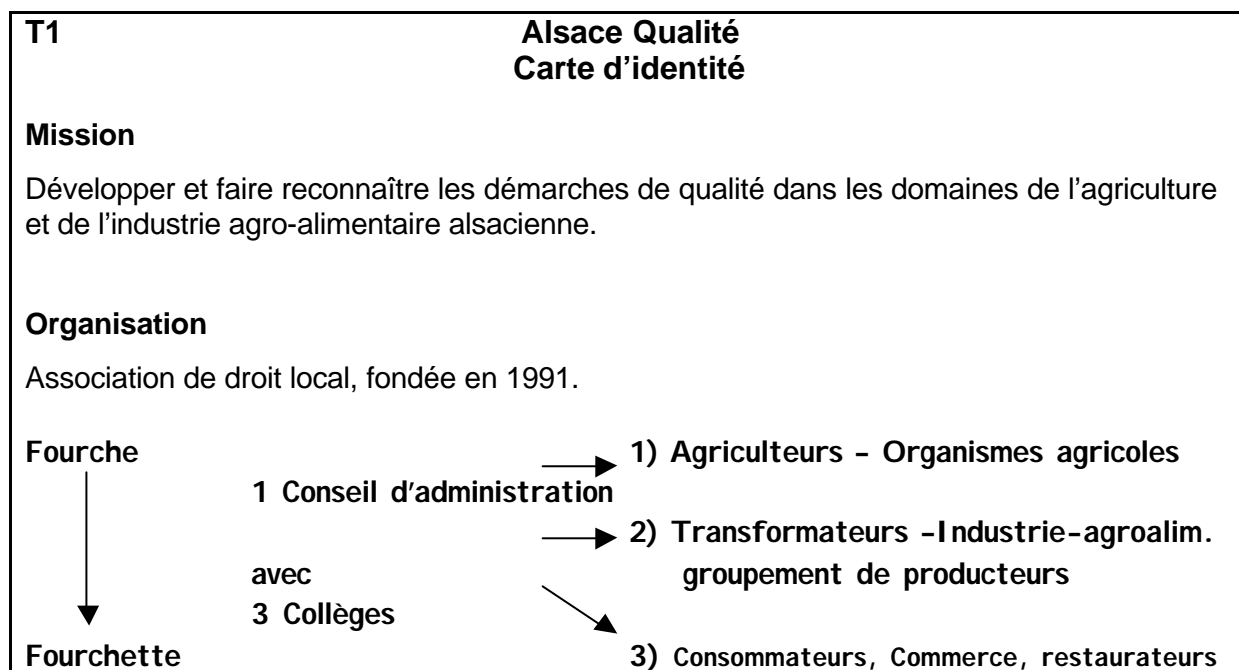 T1 Alsace Qualité
Carte d’identité
Mission
Développer et faire reconnaître les démarches de qualité dans les domaines de l’agriculture
et de l’industrie agro-alimentaire alsacienne.
Organisation
Association de droit local, fondée en 1991.
Fourche 1) Agriculteurs – Organismes agricoles
1 Conseil d’administration
2) Transformateurs –Industrie-agroalim.
avec groupement de producteurs
3 Collèges
Fourchette 3) Consommateurs, Commerce, restaurateurs